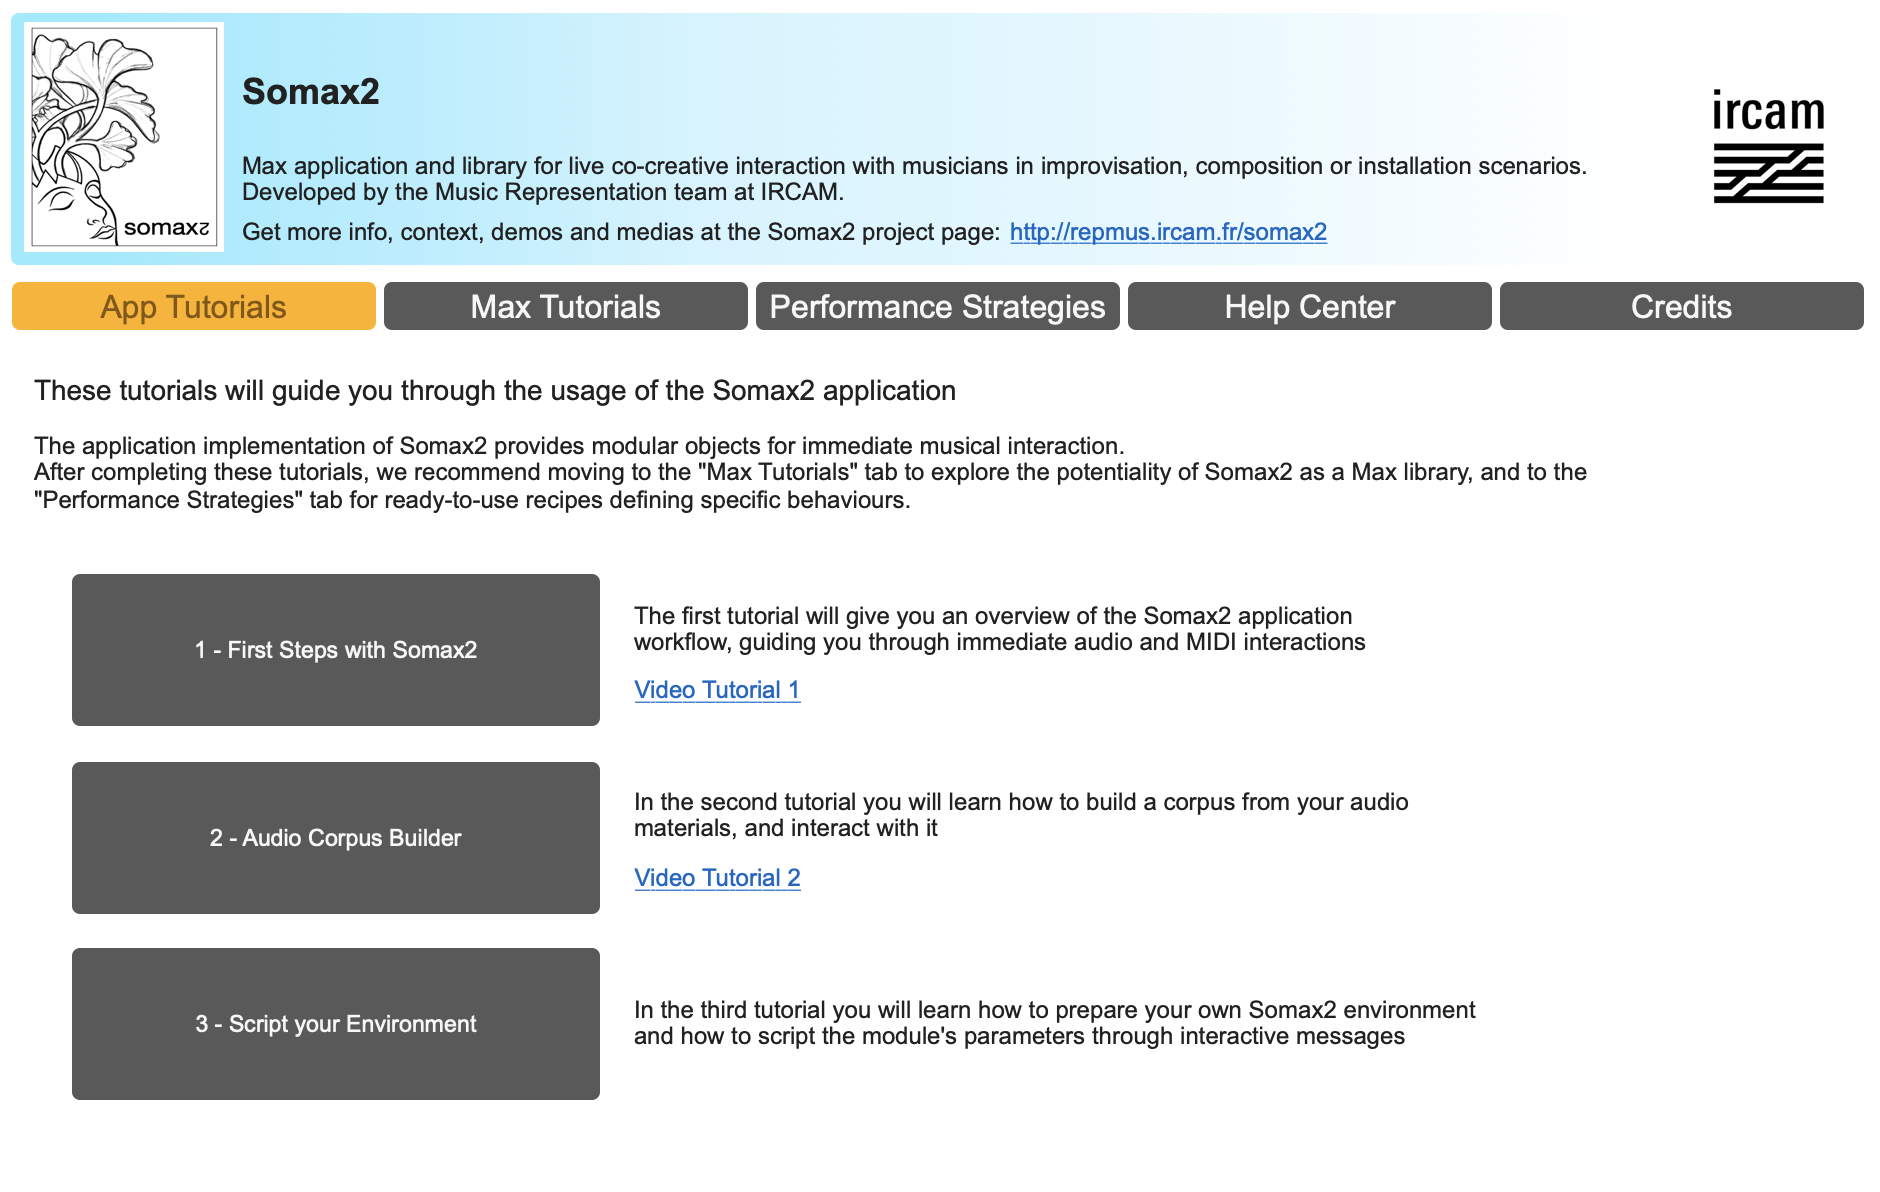 somax2
Somax2
Max application and library for live co-creative interaction with musicians in improvisation, composition or installation scenarios.
Developed by the Music Representation team at IRCAM.
Get more info, context, demos and medias at the Somax2 project page: http://repmus.ircam.fr/somax2
ircam
App Tutorials
Max Tutorials
Performance Strategies
Help Center
Credits
These tutorials will guide you through the usage of the Somax2 application
The application implementation of Somax2 provides modular objects for immediate musical interaction.
After completing these tutorials, we recommend moving to the "Max Tutorials" tab to explore the potentiality of Somax2 as a Max library, and to the
"Performance Strategies" tab for ready-to-use recipes defining specific behaviours.
1 - First Steps with Somax2
The first tutorial will give you an overview of the Somax2 application
workflow, guiding you through immediate audio and MIDI interactions
Video Tutorial 1
2 - Audio Corpus Builder
In the second tutorial you will learn how to build a corpus from your audio
materials, and interact with it
Video Tutorial 2
3 - Script your Environment
In the third tutorial you will learn how to prepare your own Somax2 environment
and how to script the module's parameters through interactive messages